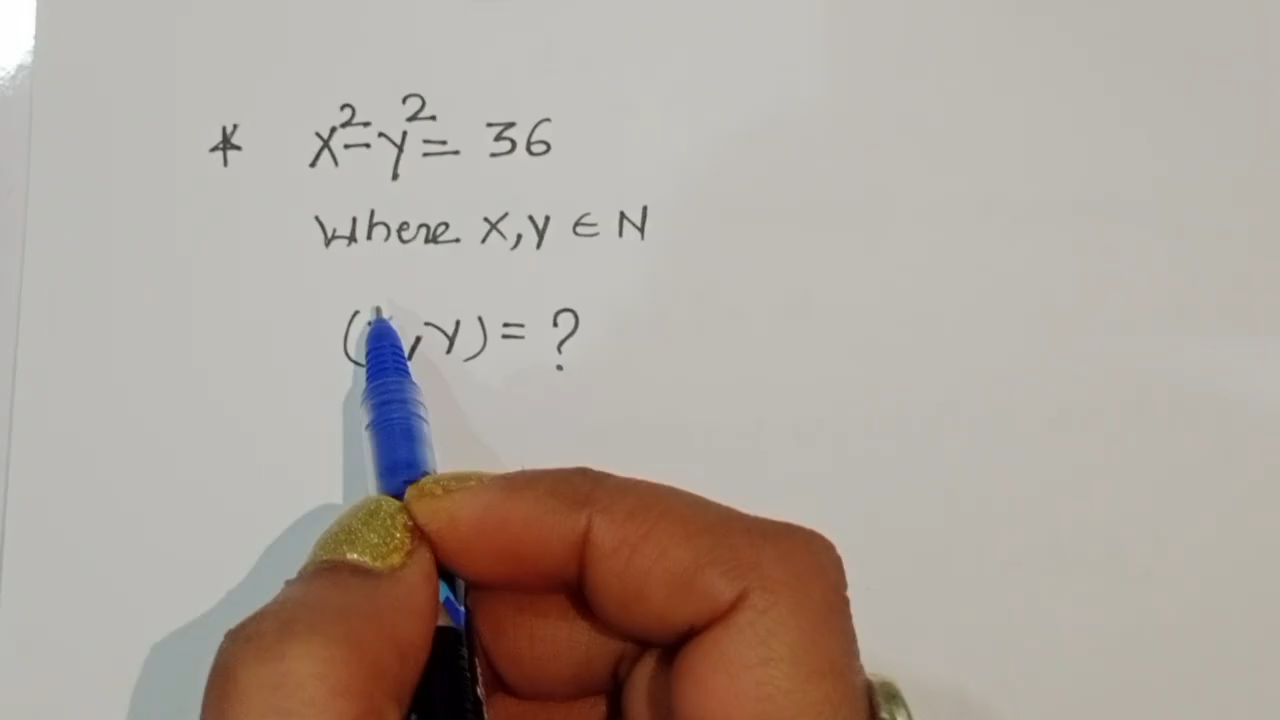 * x²-y²= 36
Where x,y ∈ N
( ,y)= ?